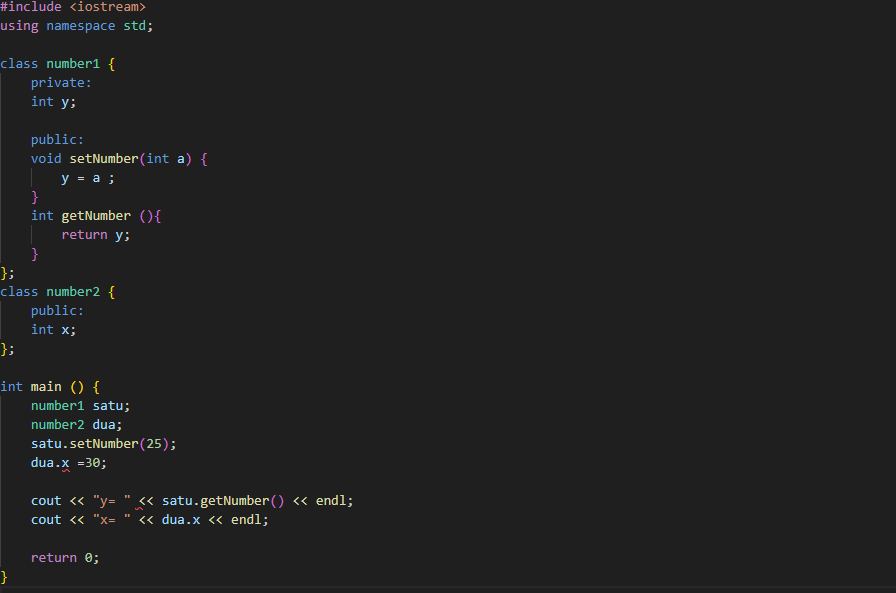 #include <iostream>
using namespace std;
class number1 {
private:
int y;
public:
void setNumber(int a) {
y = a ;
}
int getNumber (){
return y;
}
};
class number2 {
public:
int x;
};
int main () {
number1 satu;
number2 dua;
satu.setNumber(25);
dua.x =30;
cout << "y= " << satu.getNumber() << endl;
cout << "x= " << dua.x << endl;
return 0;
}